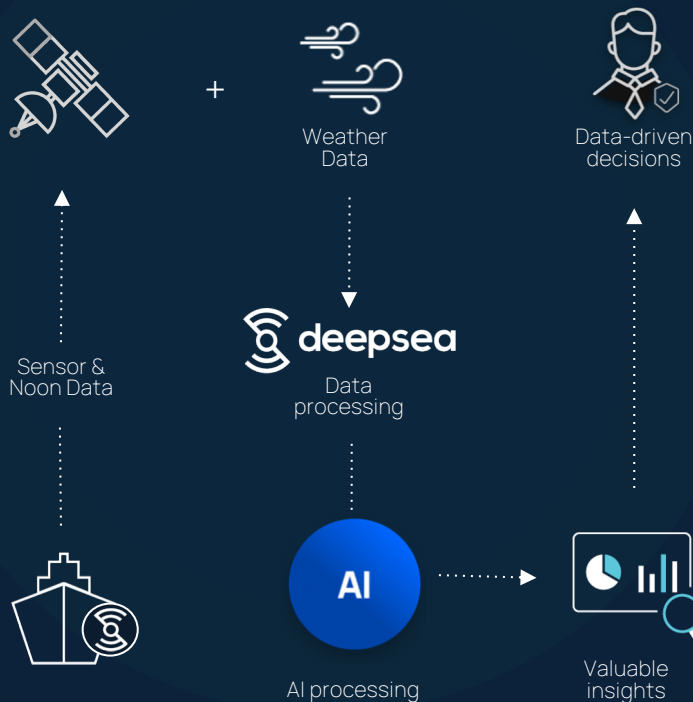 +
Weather
Data
Data-driven
decisions
Sensor &
Noon Data
deepsea
Data
processing
AI
AI processing
Valuable
insights